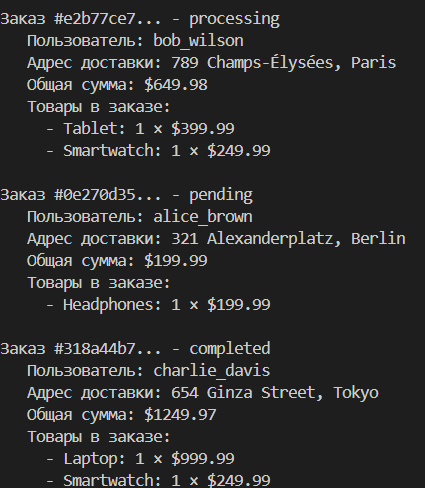 Заказ #e2b77ce7... - processing
Пользователь: bob_wilson
Адрес доставки: 789 Champs-Élysées, Paris
Общая сумма: $649.98
Товары в заказе:
- Tablet: 1 × $399.99
- Smartwatch: 1 × $249.99
Заказ #0e270d35... - pending
Пользователь: alice_brown
Адрес доставки: 321 Alexanderplatz, Berlin
Общая сумма: $199.99
Товары в заказе:
- Headphones: 1 × $199.99
Заказ #318a44b7... - completed
Пользователь: charlie_davis
Адрес доставки: 654 Ginza Street, Tokyo
Общая сумма: $1249.97
Товары в заказе:
- Laptop: 1 × $999.99
- Smartwatch: 1 × $249.99